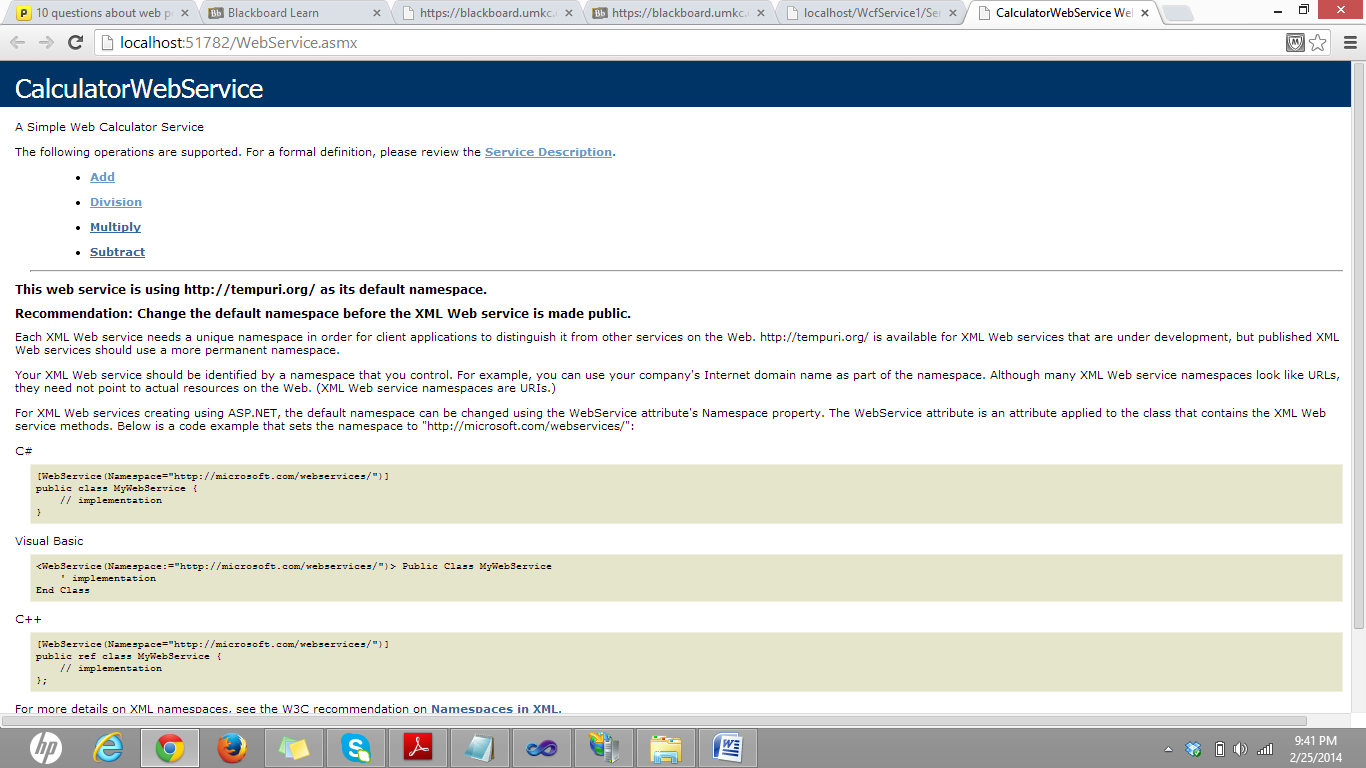 10 questions about web p
Blackboard Learn
https://blackboard.umkc.
https://blackboard.umkc.
localhost/WcfService1/Se
CalculatorWebService We
localhost:51782/WebService.asmx
CalculatorWebService
A Simple Web Calculator Service
The following operations are supported. For a formal definition, please review the Service Description.
• Add
• Division
• Multiply
• Subtract
This web service is using http://tempuri.org/ as its default namespace.
Recommendation: Change the default namespace before the XML Web service is made public.
Each XML Web service needs a unique namespace in order for client applications to distinguish it from other services on the Web. http://tempuri.org/ is available for XML Web services that are under development, but published XML
Web services should use a more permanent namespace.
Your XML Web service should be identified by a namespace that you control. For example, you can use your company's Internet domain name as part of the namespace. Although many XML Web service namespaces look like URLs,
they need not point to actual resources on the Web. (XML Web service namespaces are URIs.)
For XML Web services creating using ASP.NET, the default namespace can be changed using the WebService attribute's Namespace property. The WebService attribute is an attribute applied to the class that contains the XML Web
service methods. Below is a code example that sets the namespace to "http://microsoft.com/webservices/":
C#
[WebService(Namespace="http://microsoft.com/webservices/")]
public class MyWebService {
    // implementation
}
Visual Basic
<WebService(Namespace:="http://microsoft.com/webservices/")> Public Class MyWebService
    ' implementation
End Class
C++
[WebService(Namespace="http://microsoft.com/webservices/")]
public ref class MyWebService {
    // implementation
};
For more details on XML namespaces, see the W3C recommendation on Namespaces in XML.
9:41 PM
2/25/2014